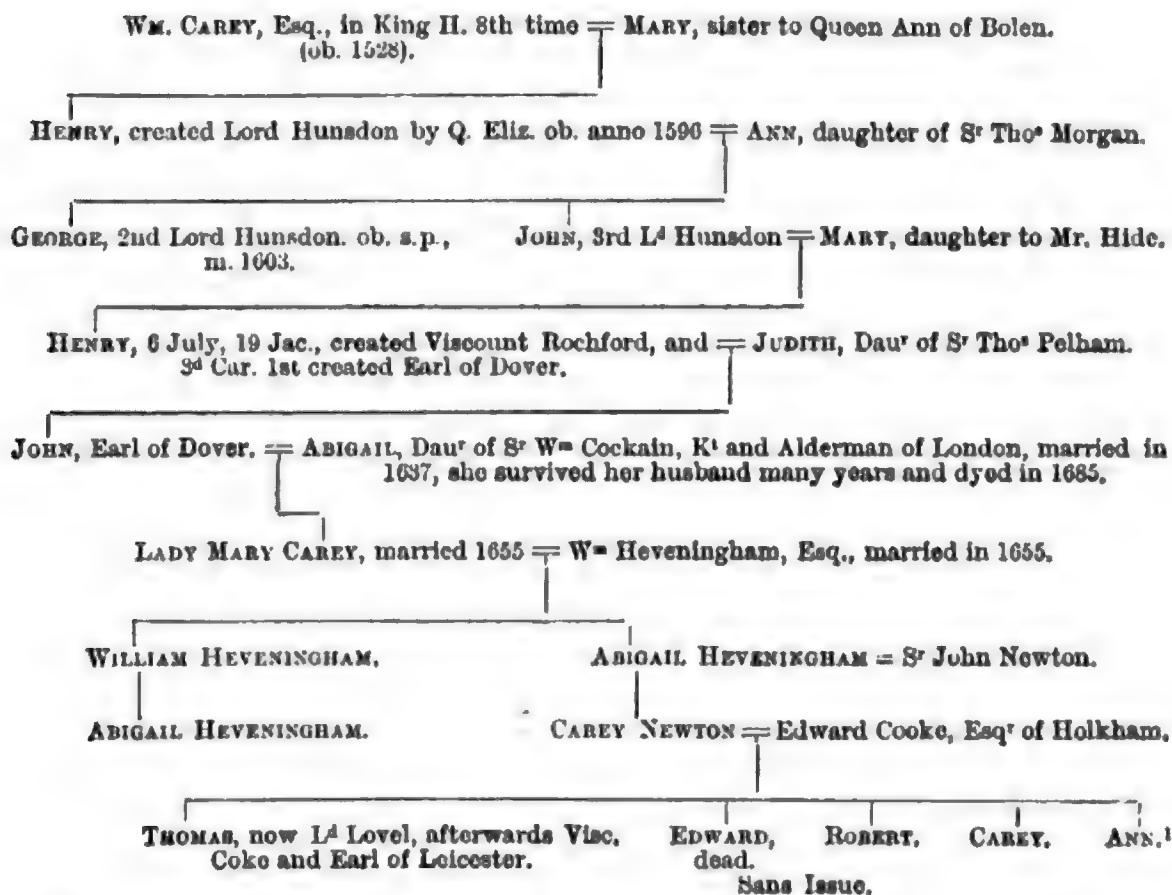 WM. CAREY, Esq., in King H. 8th time = MARY, sister to Queen Ann of Bolen.
(ob. 1528).
HENRY, created Lord Hunsdon by Q. Eliz. ob. anno 1596 = ANN, daughter of Sʳ Thoˢ Morgan.
GEORGE, 2nd Lord Hunsdon. ob. s.p., JOHN, 3rd Lᵈ Hunsdon = MARY, daughter to Mr. Hide.
m. 1603.
HENRY, 6 July, 19 Jac., created Viscount Rochford, and = JUDITH, Dauʳ of Sʳ Thoˢ Pelham.
3ᵈ Car. 1st created Earl of Dover.
JOHN, Earl of Dover. = ABIGAIL, Dauʳ of Sʳ Wᵐ Cockain, Kᵗ and Alderman of London, married in
1637, she survived her husband many years and dyed in 1685.
LADY MARY CAREY, married 1655 = Wᵐ Heveningham, Esq., married in 1655.
WILLIAM HEVENINGHAM. ABIGAIL HEVENINGHAM = Sʳ John Newton.
ABIGAIL HEVENINGHAM. CAREY NEWTON = Edward Cooke, Esqʳ of Holkham.
THOMAS, now Lᵈ Lovel, afterwards Visc. EDWARD, ROBERT. CAREY. ANN.¹
Coke and Earl of Leicester. dead.
Sans Issue.